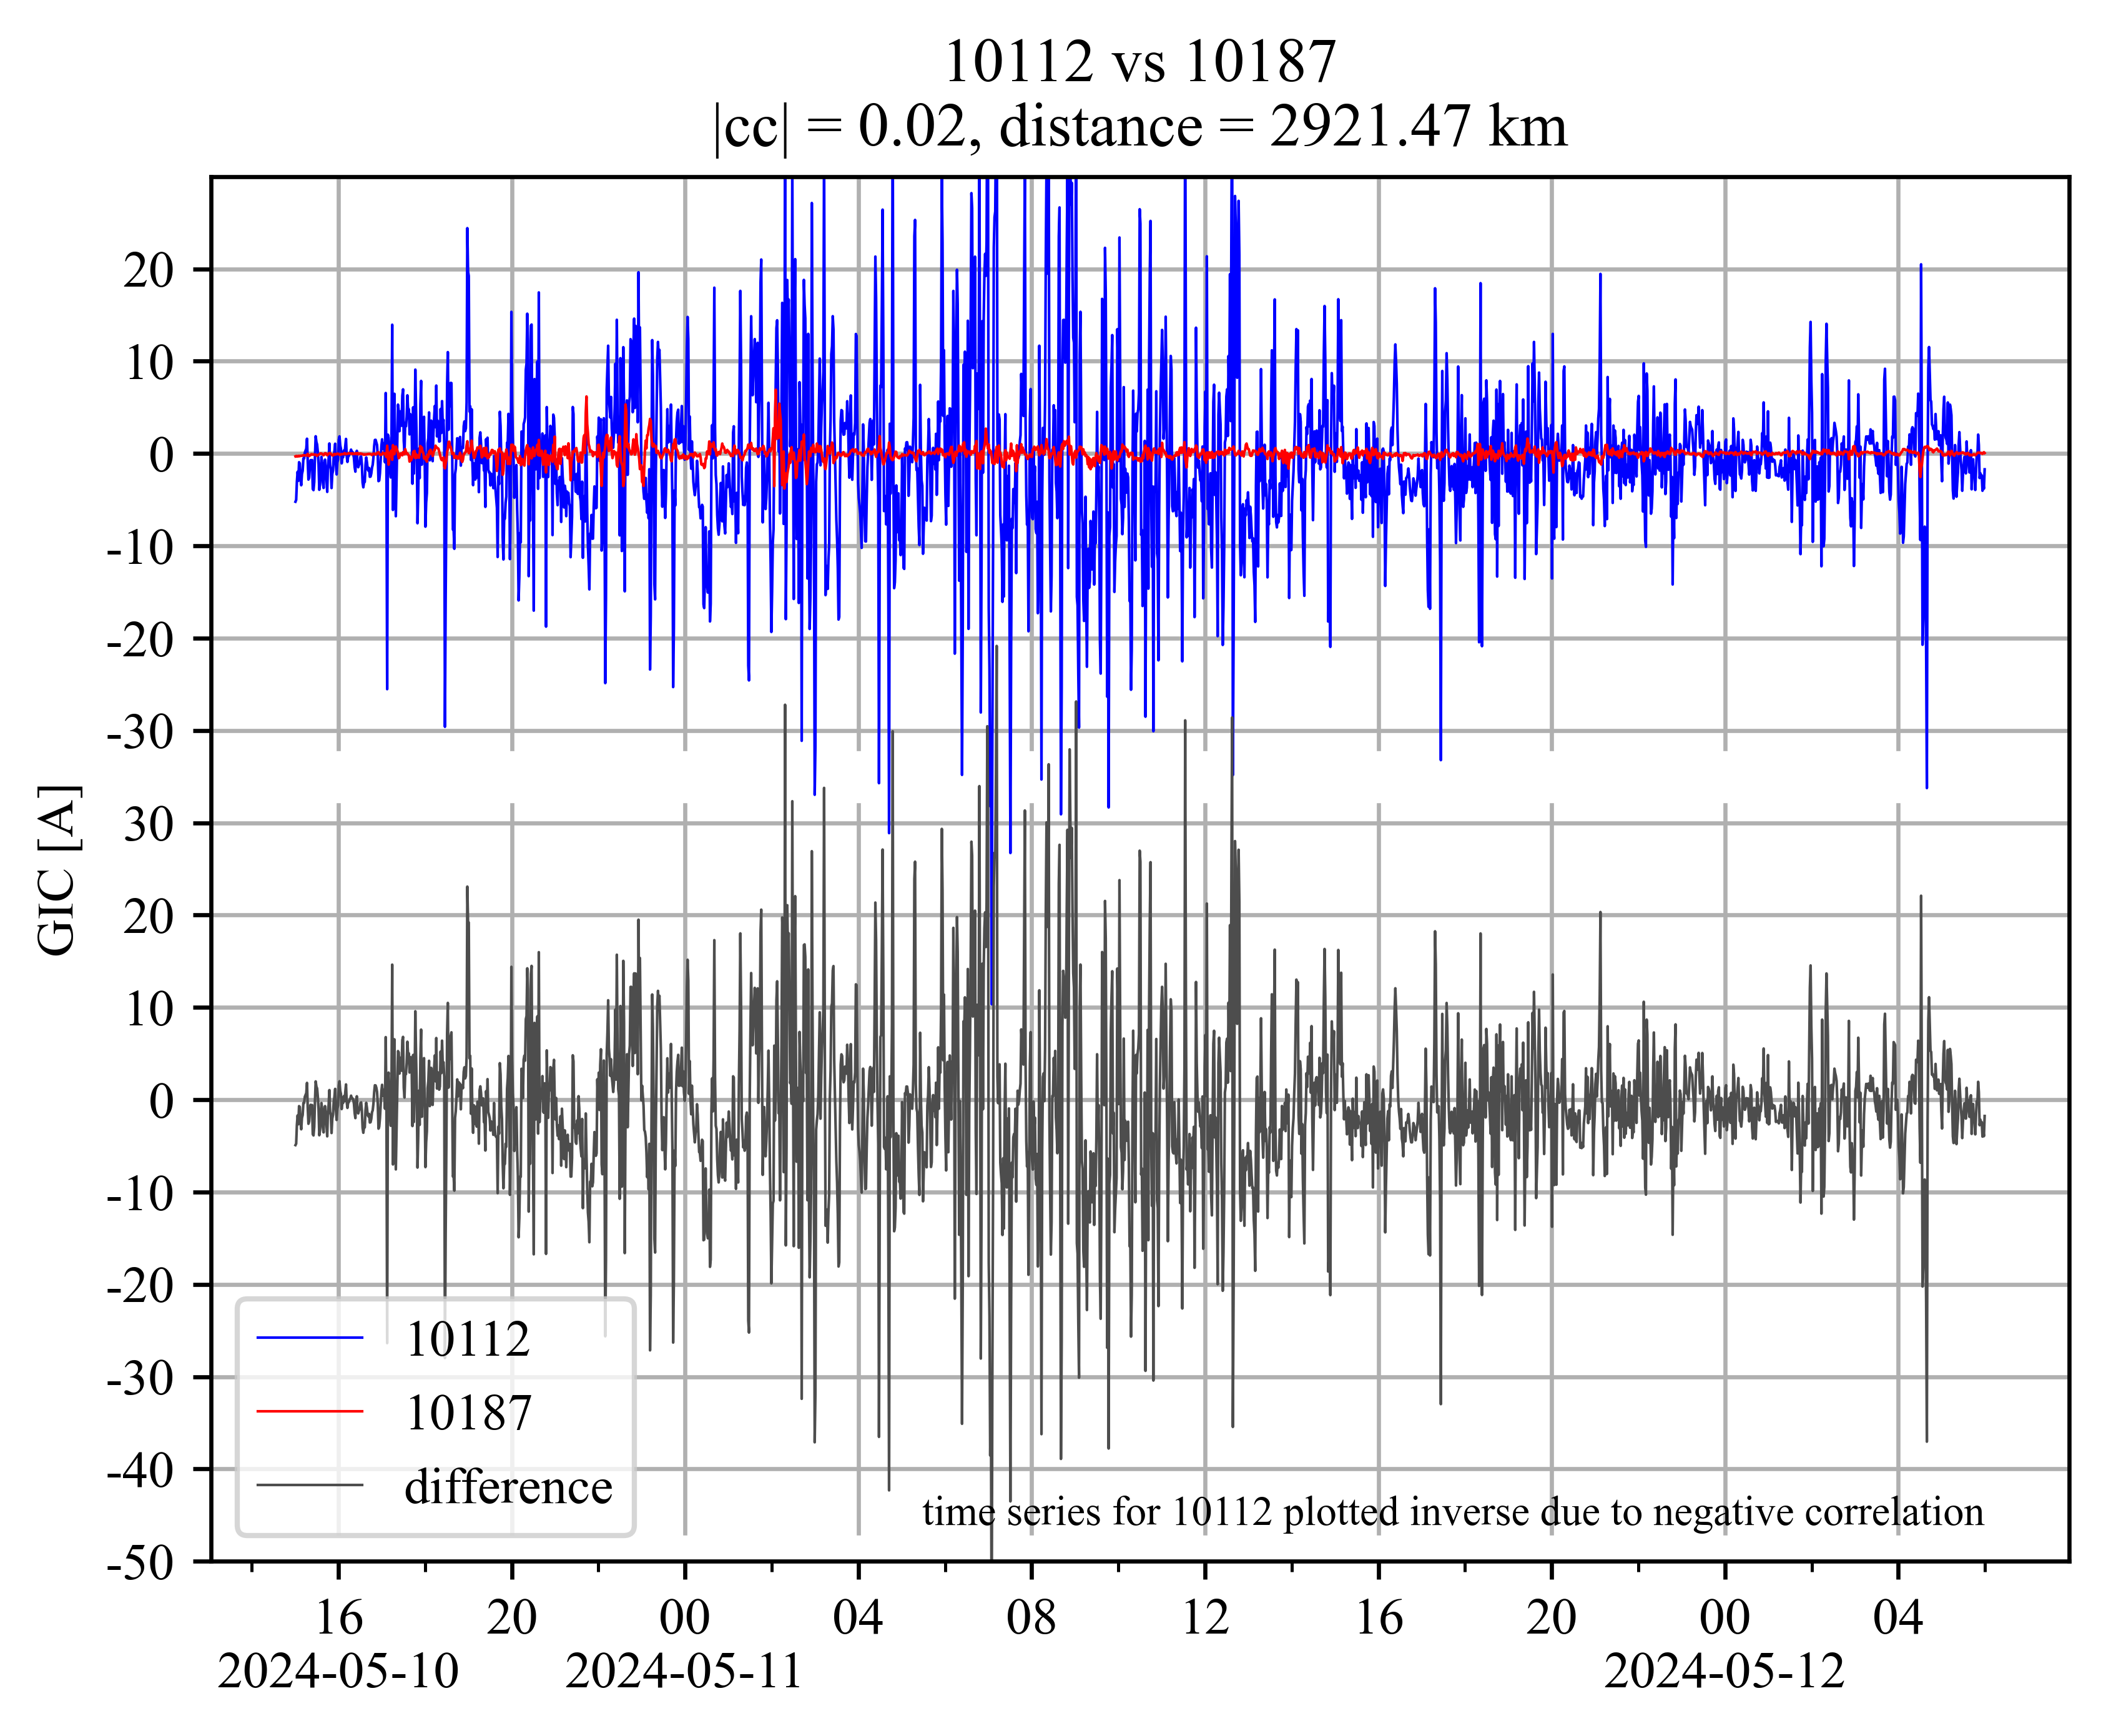 10112 vs 10187
|cc| = 0.02, distance = 2921.47 km
GIC [A]
20
10
0
-10
-20
-30
30
20
10
0
-10
-20
-30
-40
-50
10112
10187
difference
time series for 10112 plotted inverse due to negative correlation
16 20 00 04 08 12 16 20 00 04
2024-05-10 2024-05-11 2024-05-12